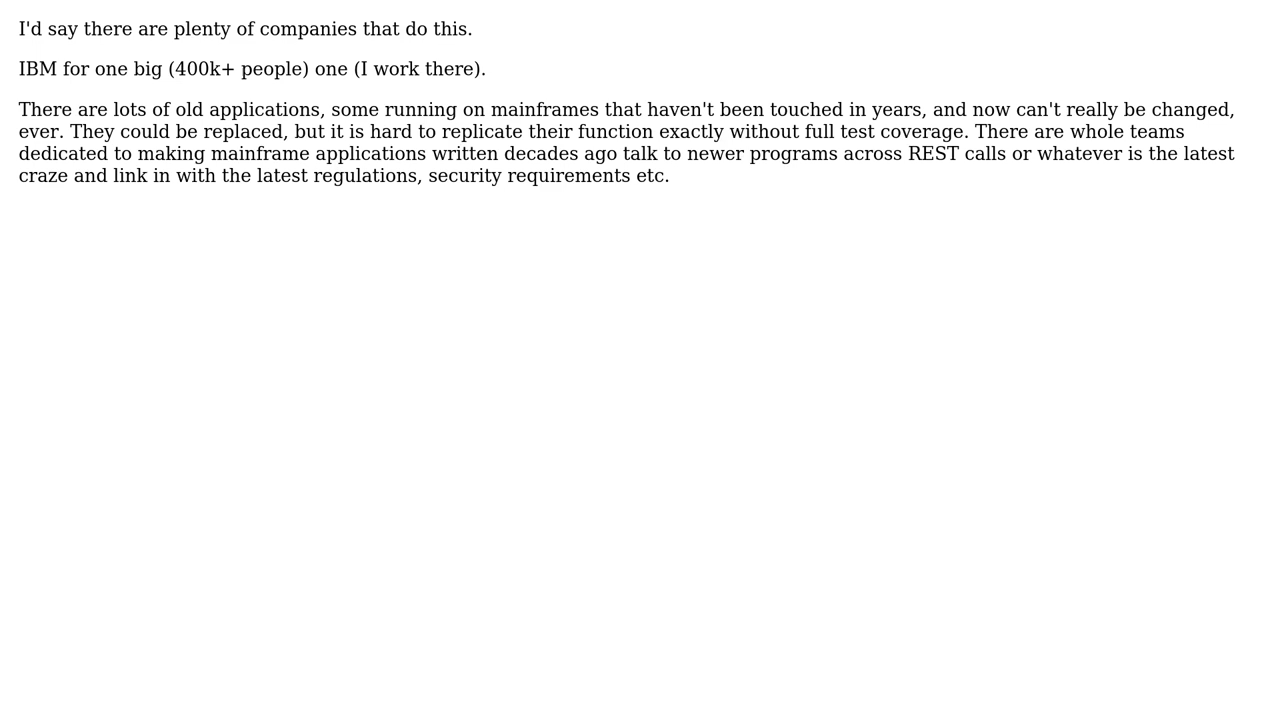 I'd say there are plenty of companies that do this.
IBM for one big (400k+ people) one (I work there).
There are lots of old applications, some running on mainframes that haven't been touched in years, and now can't really be changed,
ever. They could be replaced, but it is hard to replicate their function exactly without full test coverage. There are whole teams
dedicated to making mainframe applications written decades ago talk to newer programs across REST calls or whatever is the latest
craze and link in with the latest regulations, security requirements etc.